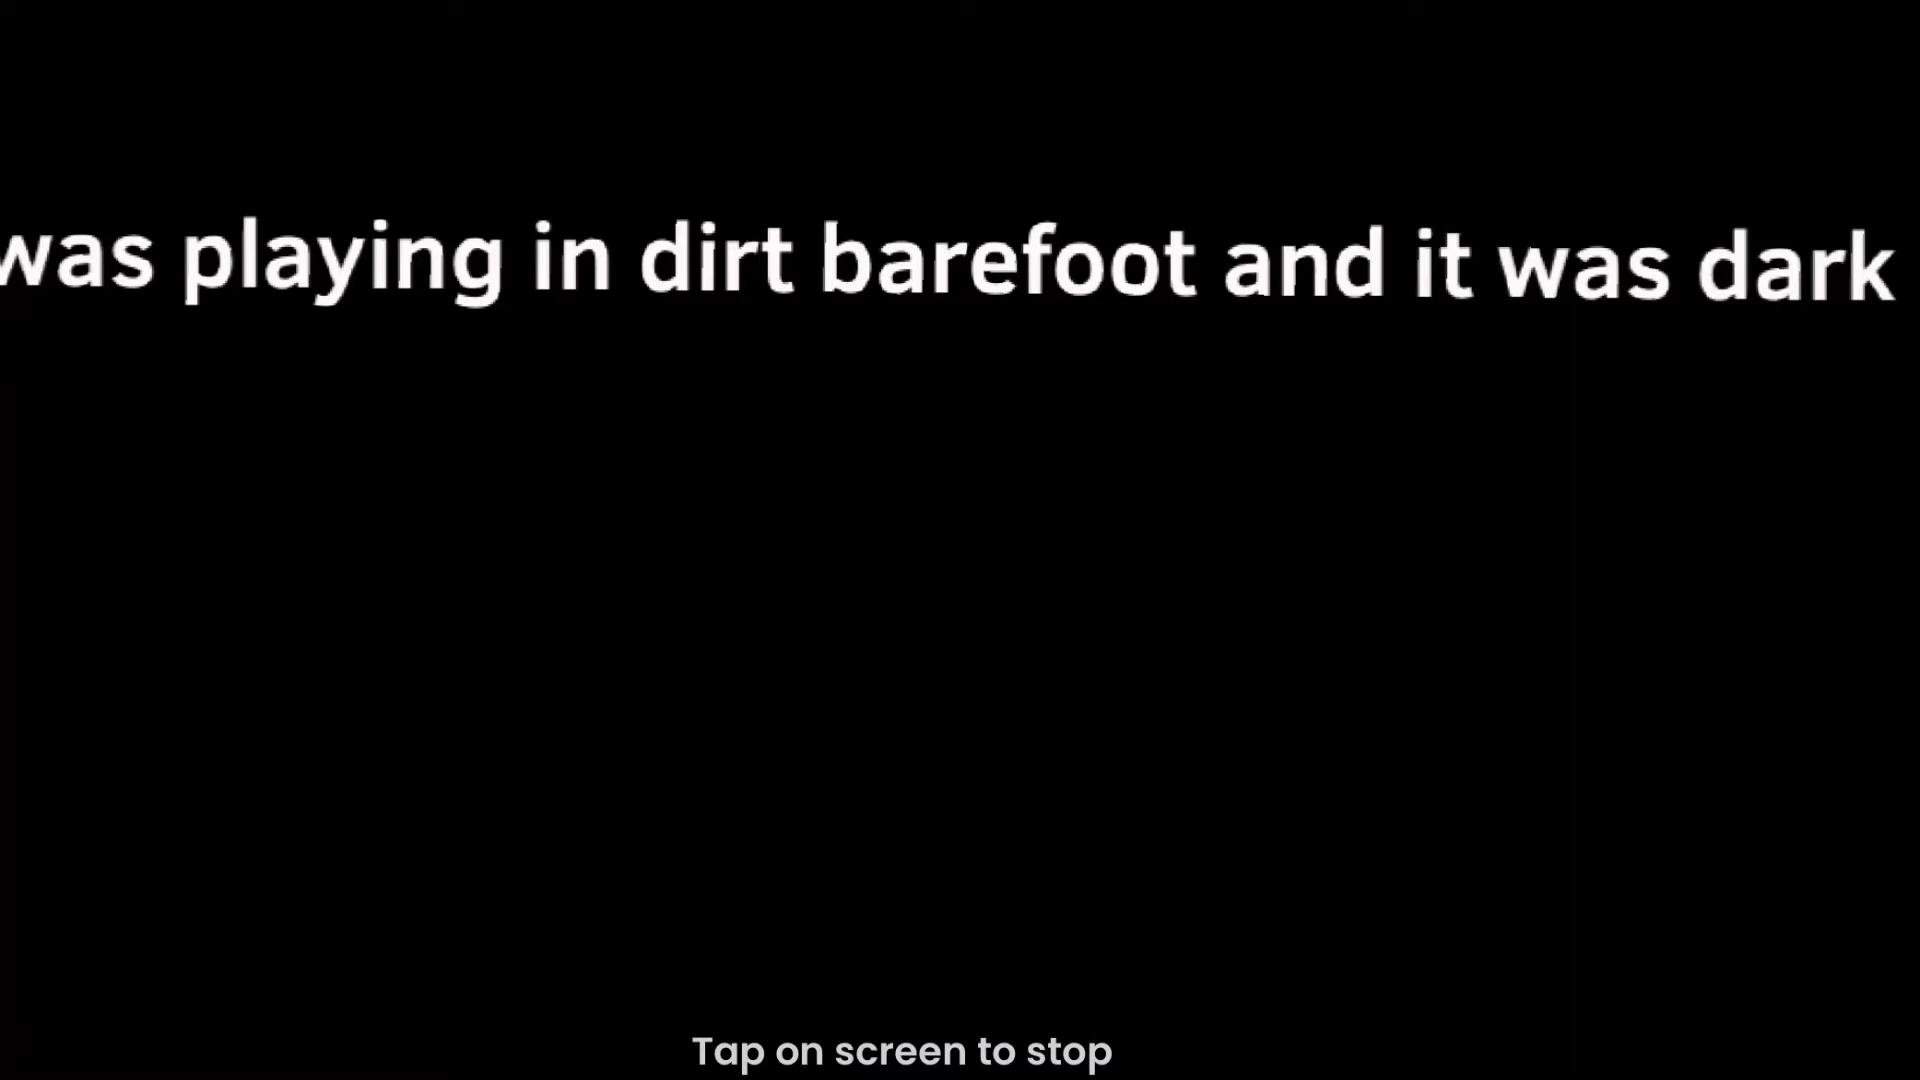 was playing in dirt barefoot and it was dark
Tap on screen to stop